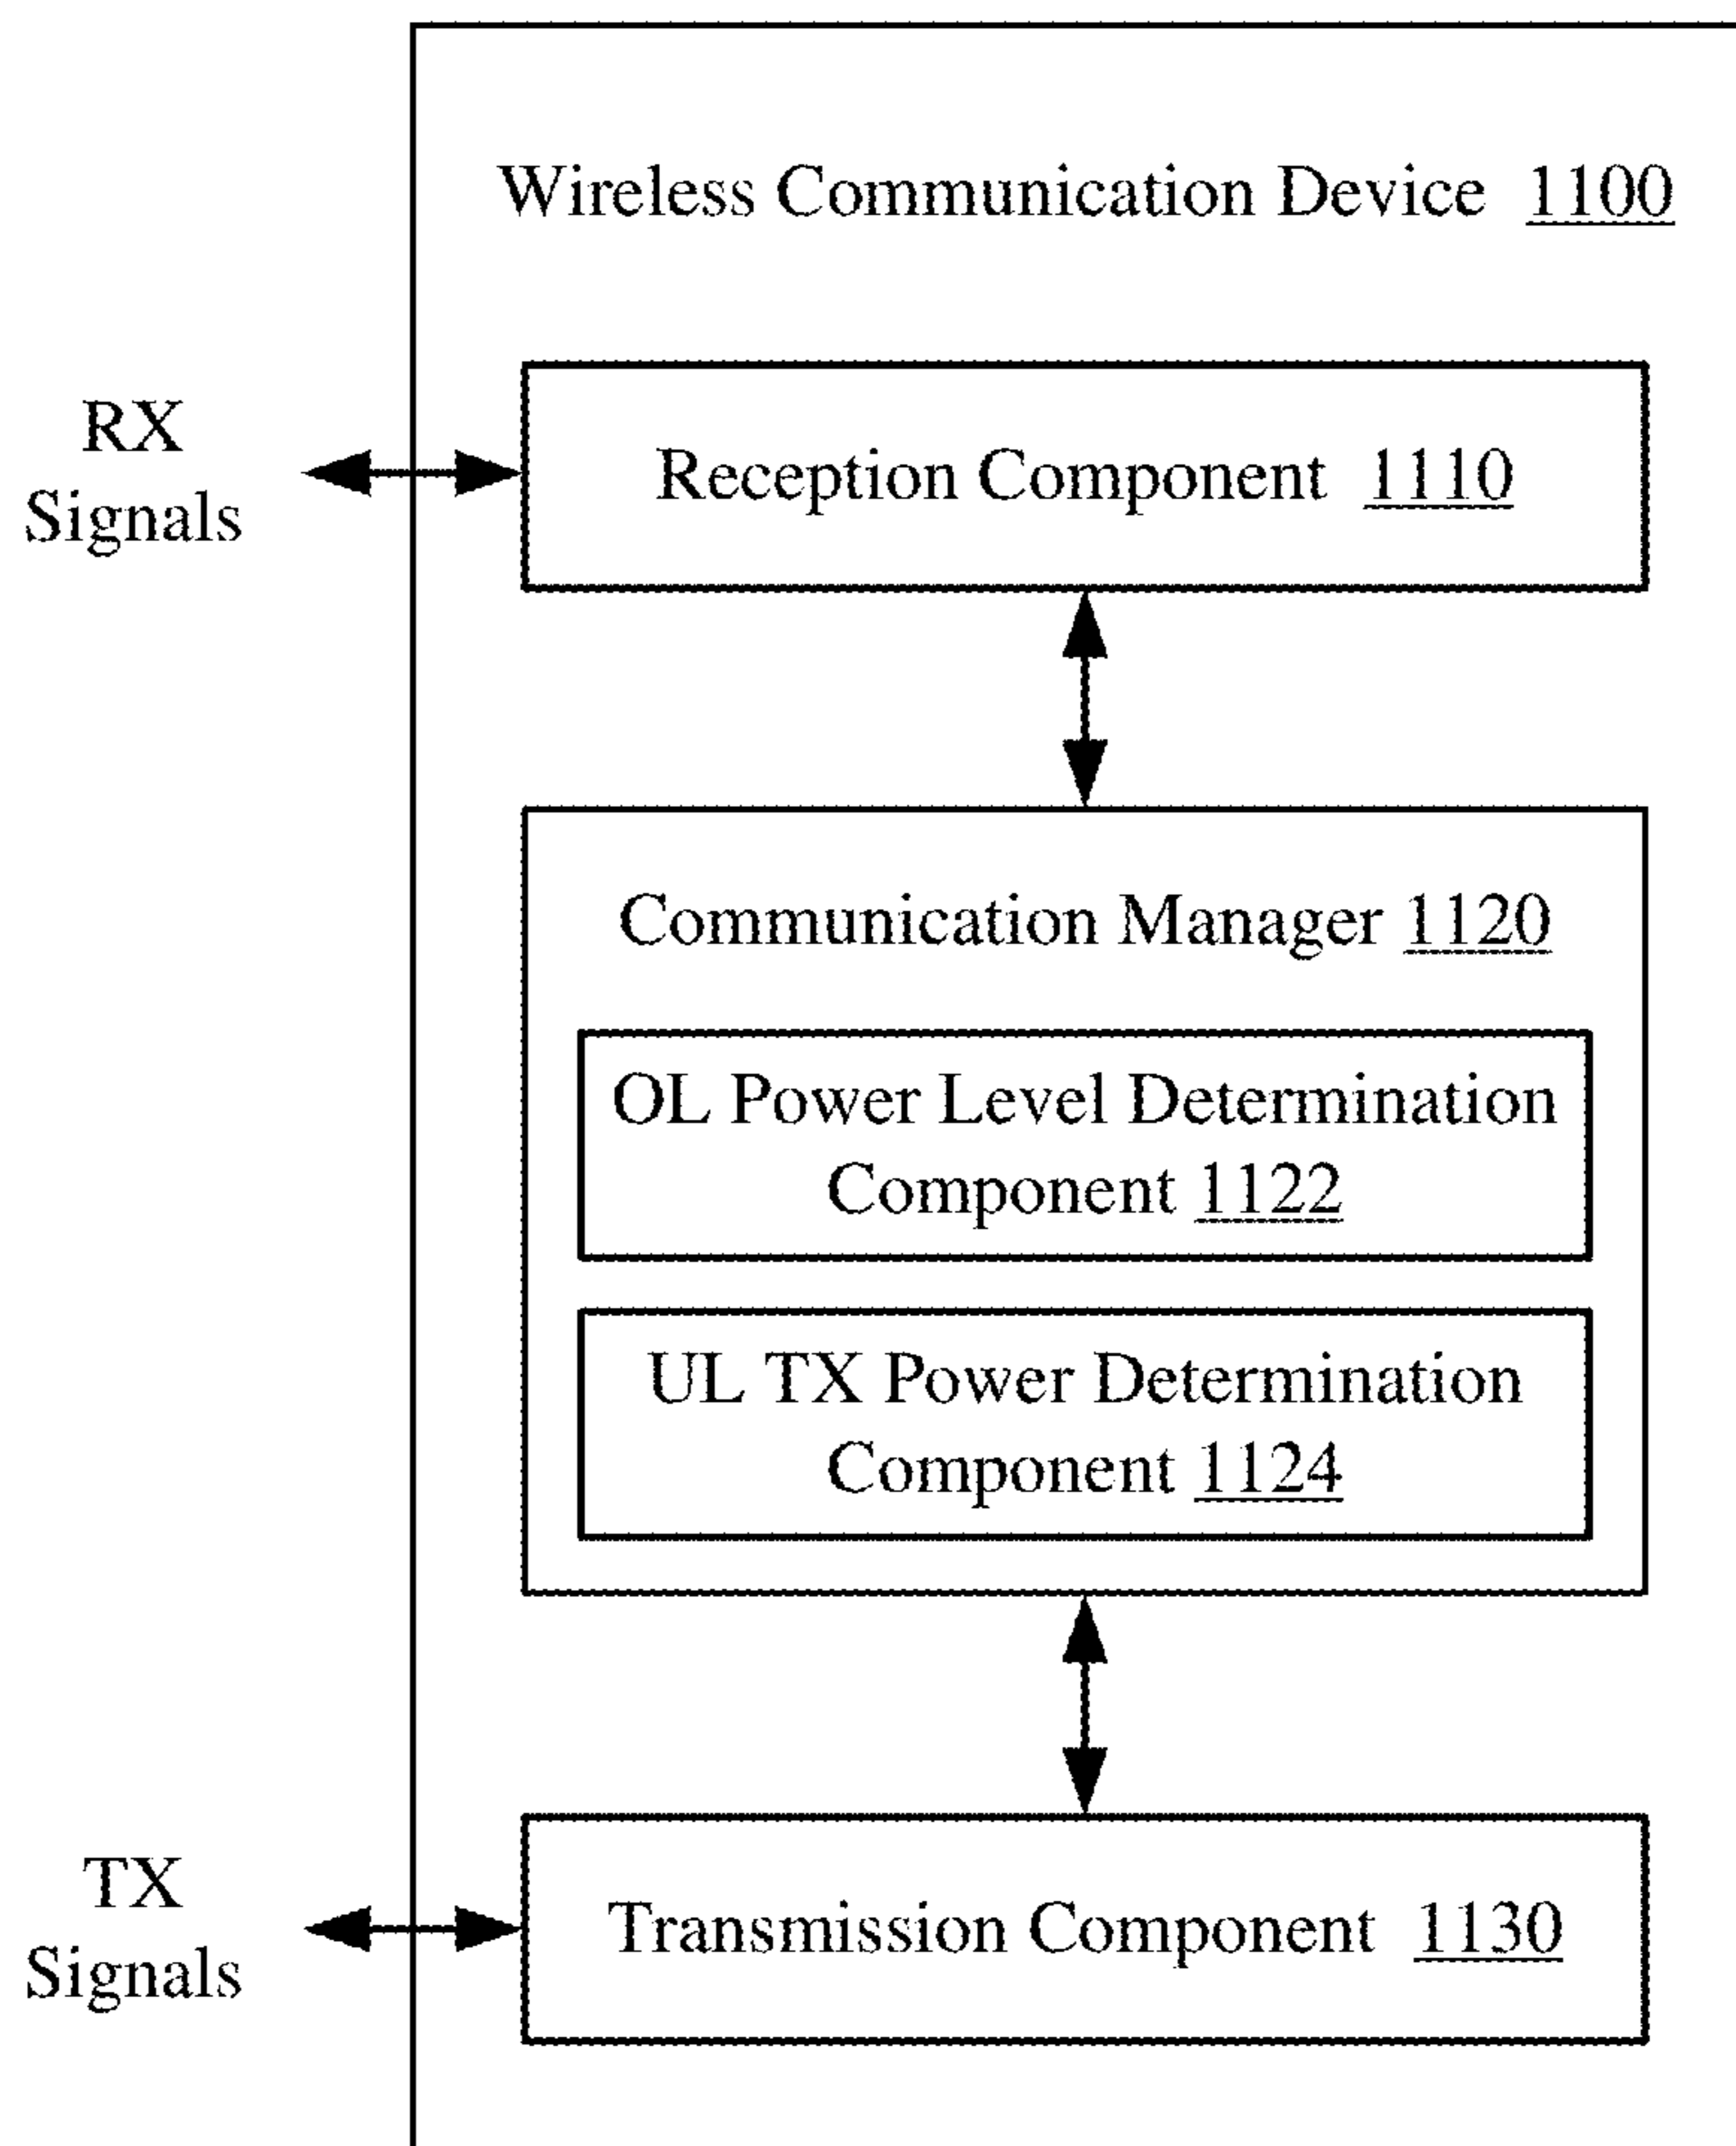 Wireless Communication Device 1100
RX
Signals
Reception Component 1110
Communication Manager 1120
OL Power Level Determination
Component 1122
UL TX Power Determination
Component 1124
TX
Signals
Transmission Component 1130